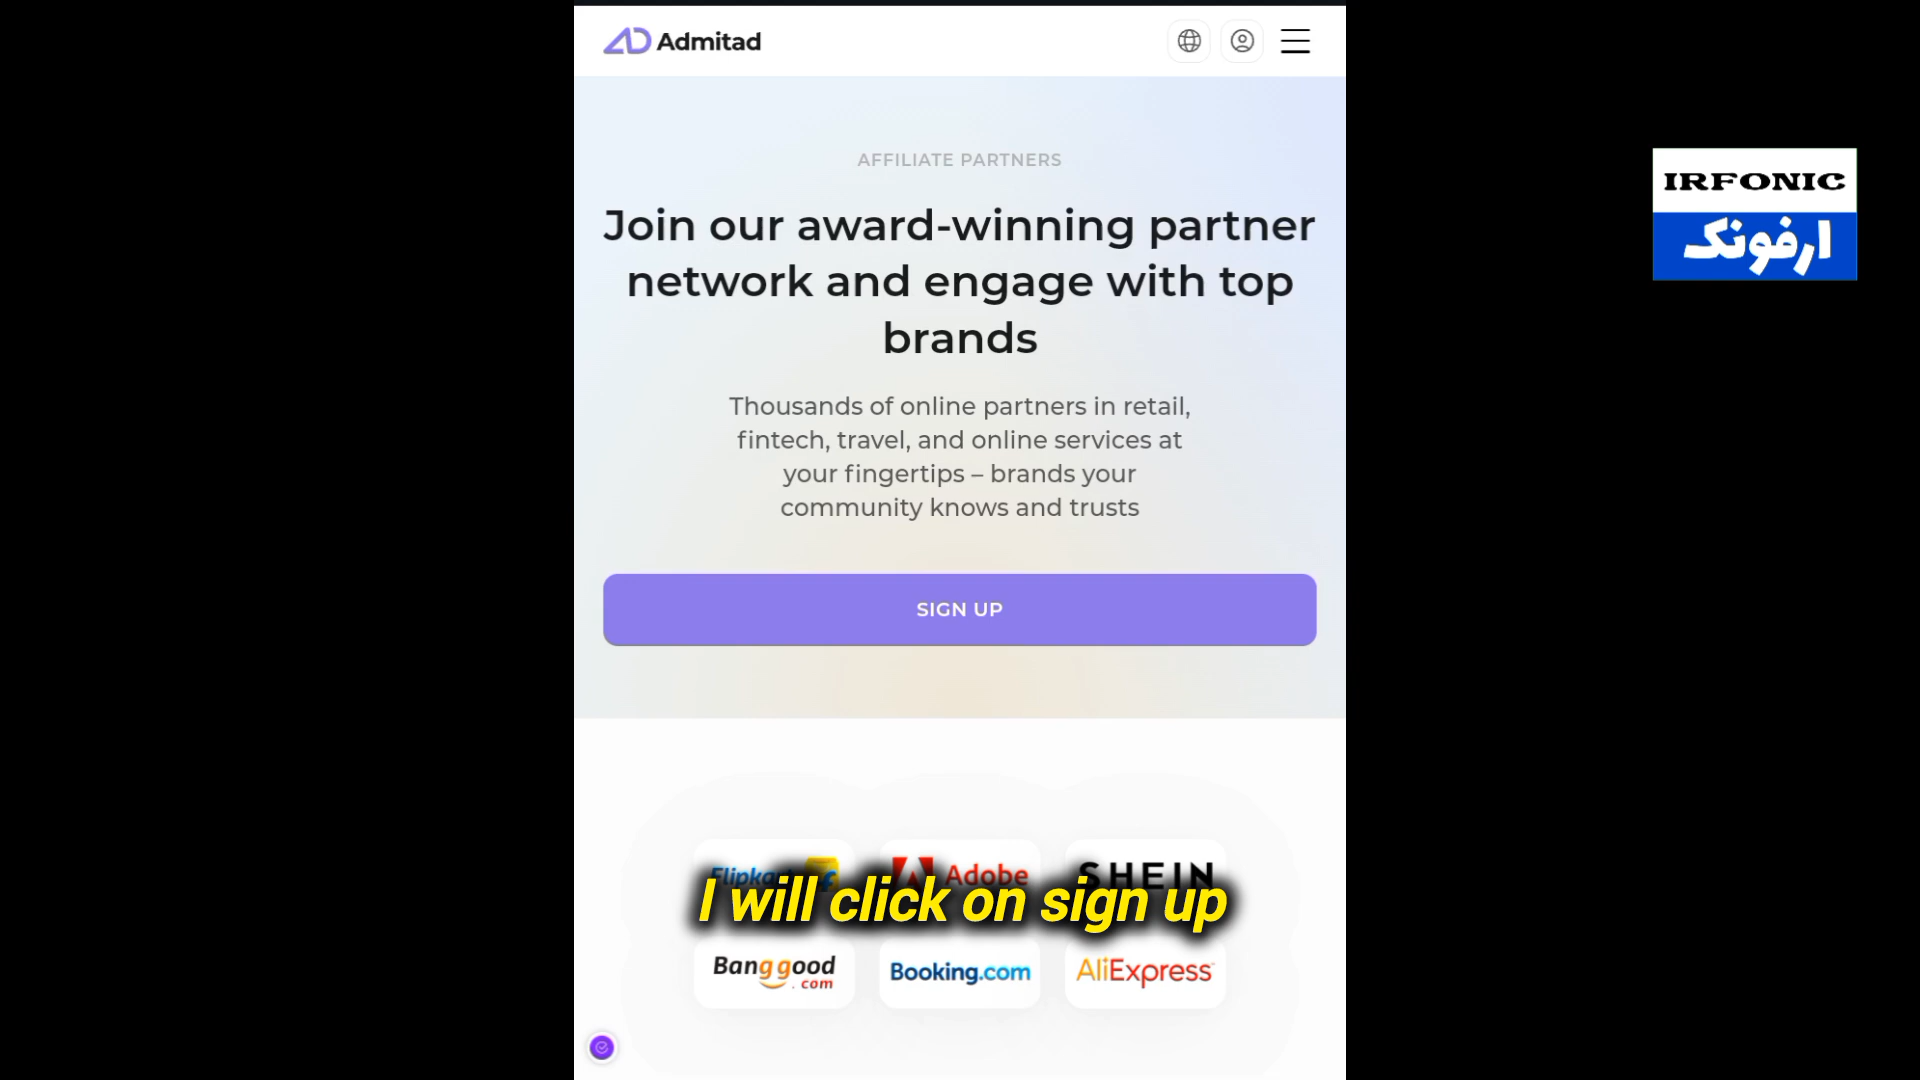 Admitad
AFFILIATE PARTNERS
Join our award-winning partner
network and engage with top
brands
Thousands of online partners in retail,
fintech, travel, and online services at
your fingertips – brands your
community knows and trusts
SIGN UP
Flipkart
Adobe
SHEIN
I will click on sign up
Banggood
.com
Booking.com
AliExpress
IRFONIC
ارفونک